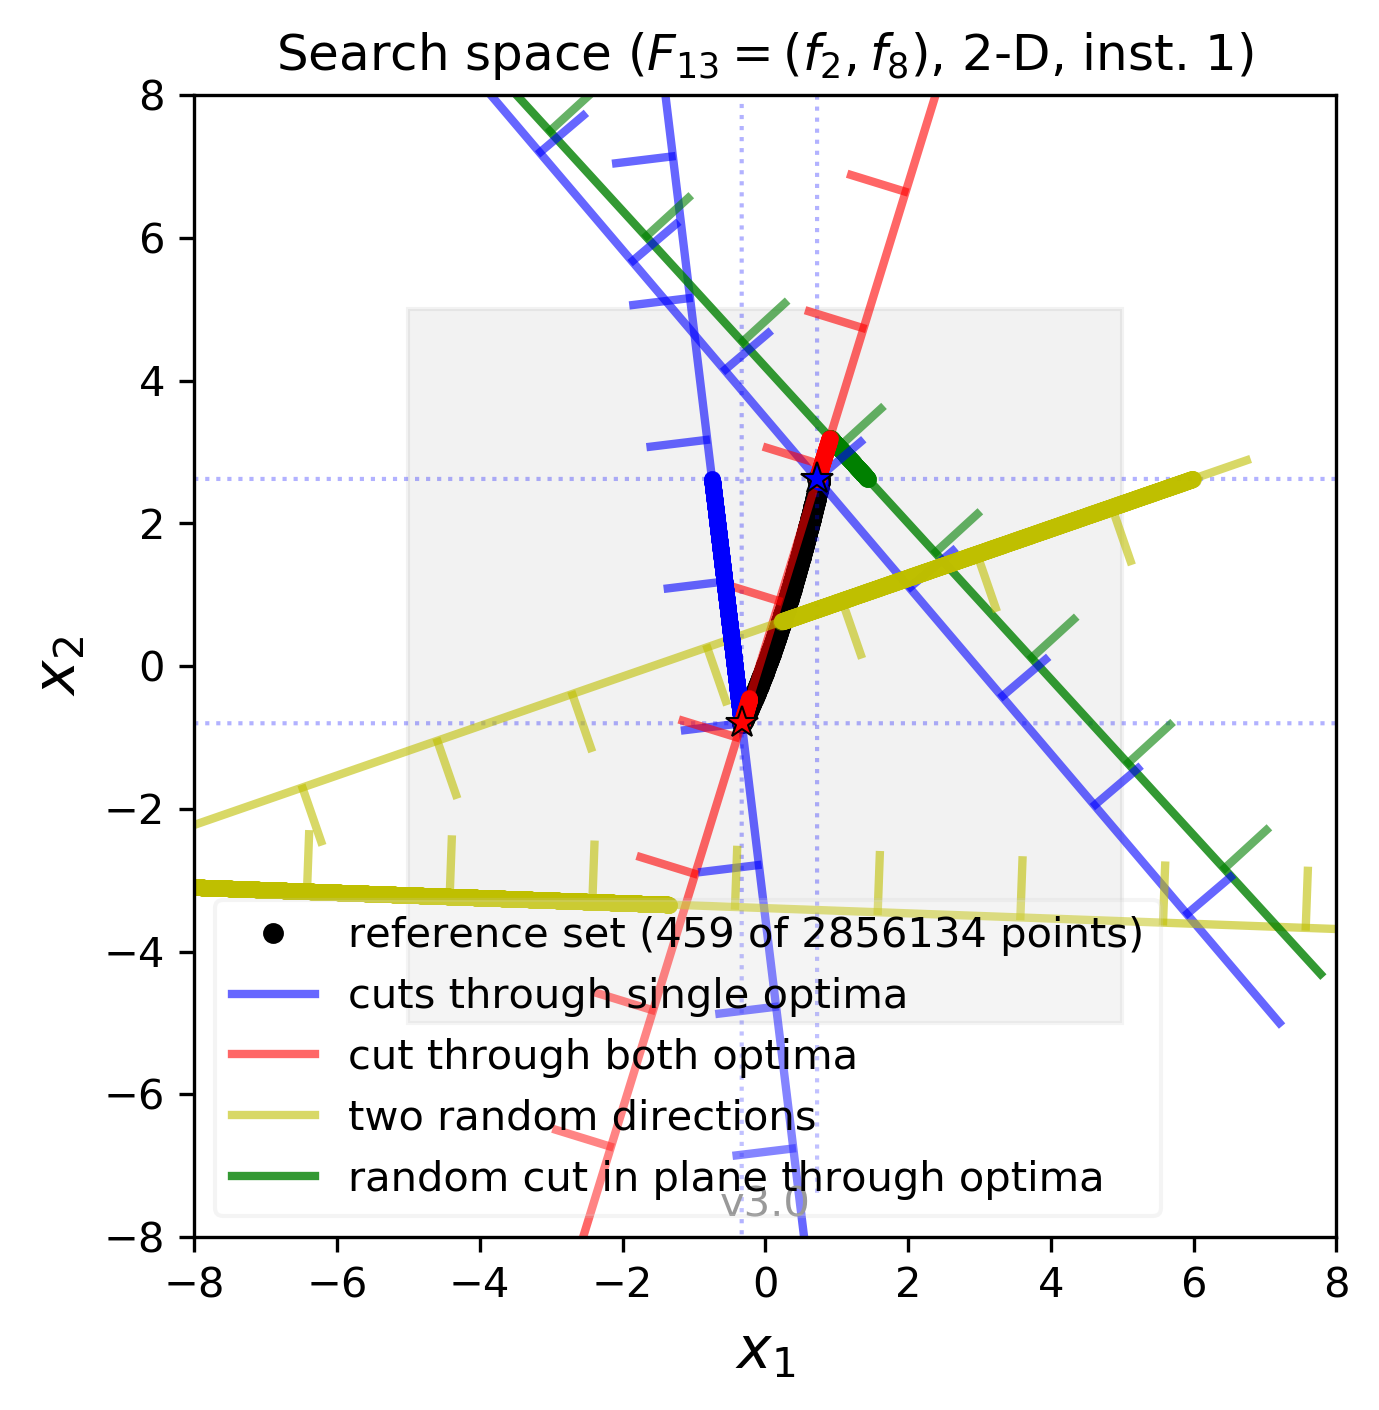 Search space (F₁₃ = (f₂, f₈), 2-D, inst. 1)
8
6
4
2
0
−2
−4
−6
−8
x₂
reference set (459 of 2856134 points)
cuts through single optima
cut through both optima
two random directions
random cut in plane through optima
v3.0
−8 −6 −4 −2 0 2 4 6 8
x₁